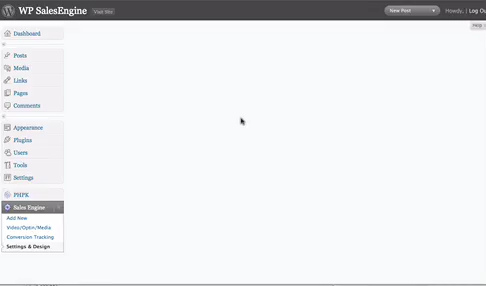 WP SalesEngine
Visit Site
New Post
Howdy, | Log Ou
Help
Dashboard
Posts
Media
Links
Pages
Comments
Appearance
Plugins
Users
Tools
Settings
PHPK
Sales Engine
Add New
Video/Optin/Media
Conversion Tracking
Settings & Design